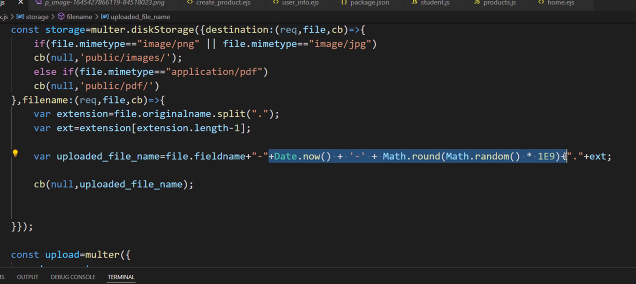 .js
p_image-1645427866119-84518023.png
create_product.ejs
user_info.ejs
package.json
student.js
products.js
home.ejs
x.js > storage > filename > uploaded_file_name
const storage=multer.diskStorage({destination:(req,file,cb)=>{
if(file.mimetype=="image/png" || file.mimetype=="image/jpg")
cb(null,'public/images/');
else if(file.mimetype=="application/pdf")
cb(null,'public/pdf/')
},filename:(req,file,cb)=>{
var extension=file.originalname.split(".");
var ext=extension[extension.length-1];
var uploaded_file_name=file.fieldname+"-"+Date.now() + '-' + Math.round(Math.random() * 1E9)+"."+ext;
cb(null,uploaded_file_name);
}});
const upload=multer({
OUTPUT DEBUG CONSOLE TERMINAL